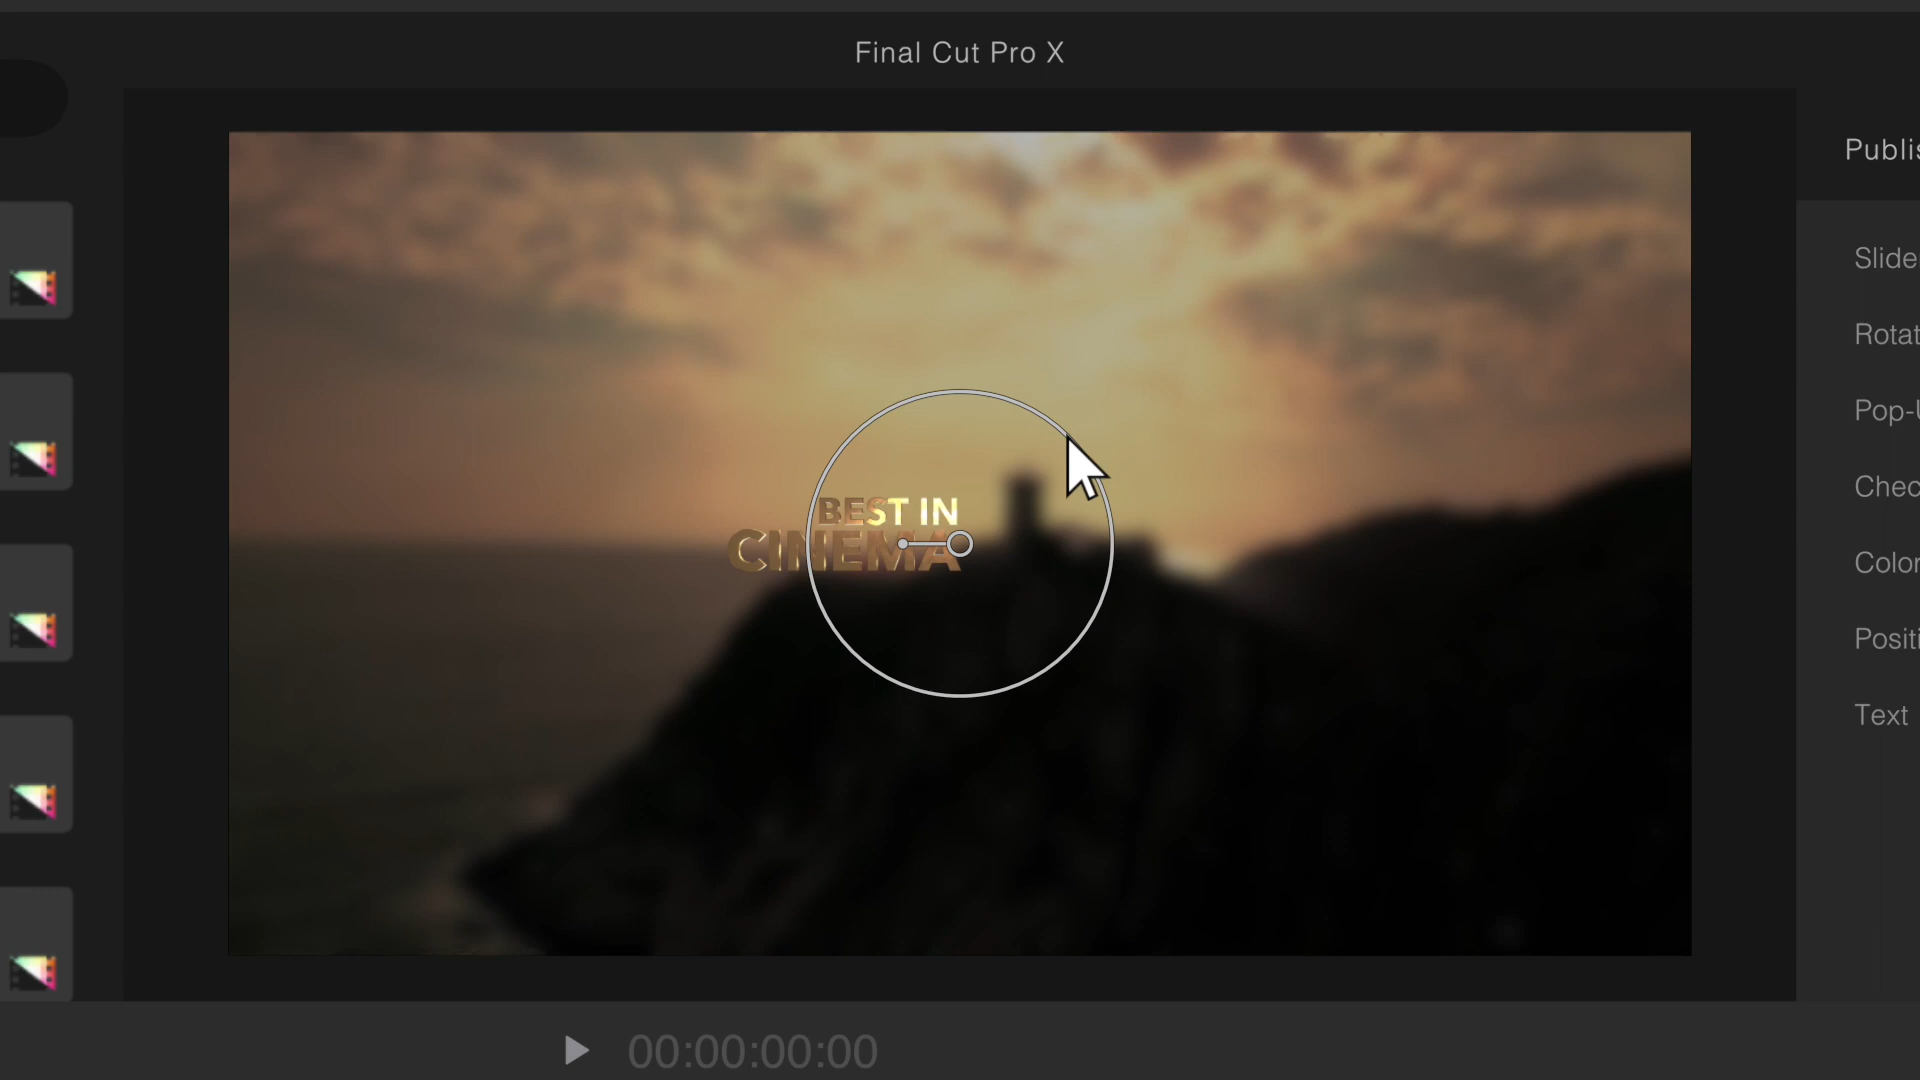 Final Cut Pro X
Publis
Slide
Rotat
Pop-U
Chec
Color
Positi
Text
BEST IN
CINEMA
00:00:00:00